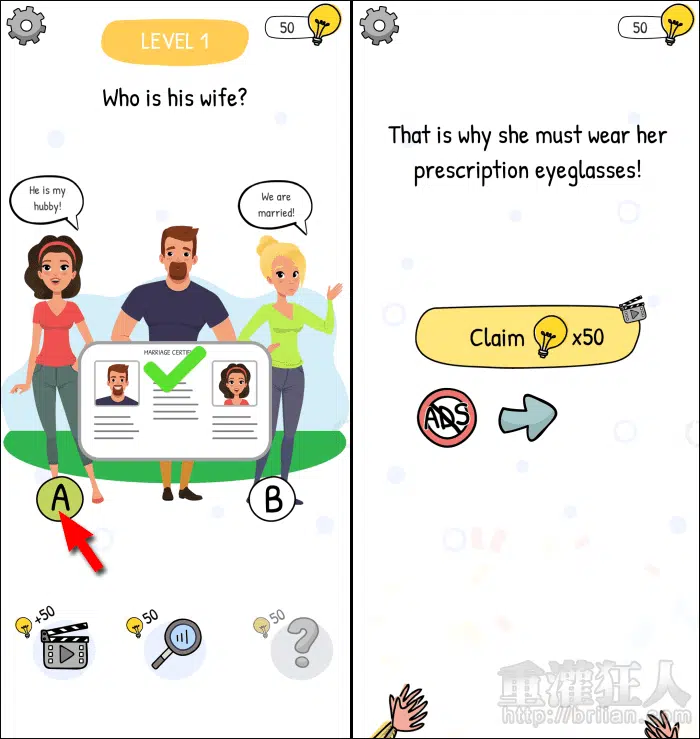 LEVEL 1
50
Who is his wife?
He is my
hubby!
We are
married!
MARRIAGE CERTIF
A
B
+50
50
50
?
50
That is why she must wear her
prescription eyeglasses!
Claim x50
ADS
重灌狂人
http://briian.com